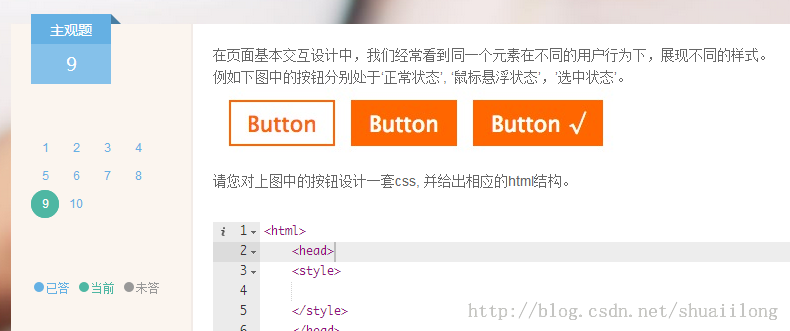 主观题
9
1 2 3 4
5 6 7 8
9 10
已答 当前 未答
在页面基本交互设计中，我们经常看到同一个元素在不同的用户行为下，展现不同的样式。
例如下图中的按钮分别处于‘正常状态’, ‘鼠标悬浮状态’，‘选中状态’。
Button Button Button √
请您对上图中的按钮设计一套css, 并给出相应的html结构。
i 1 <html>
2 <head>
3 <style>
4
5 </style>
6 </head>
http://blog.csdn.net/shuaiilong